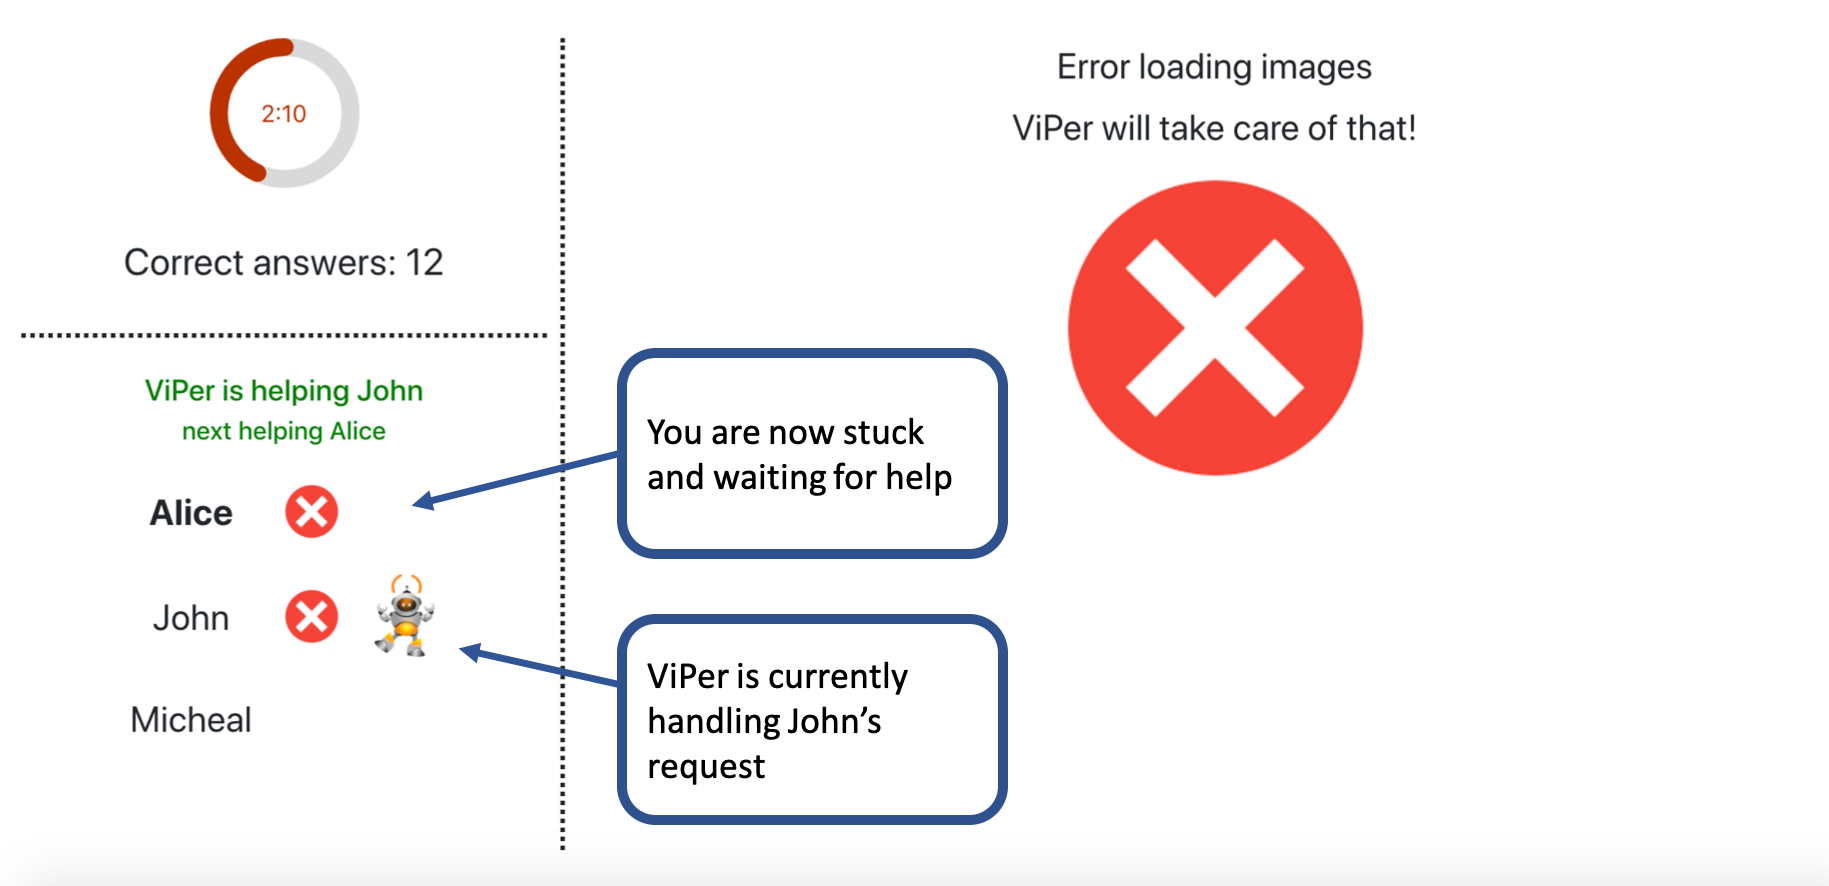 2:10
Correct answers: 12
ViPer is helping John
next helping Alice
Alice
John
Micheal
Error loading images
ViPer will take care of that!
You are now stuck
and waiting for help
ViPer is currently
handling John’s
request